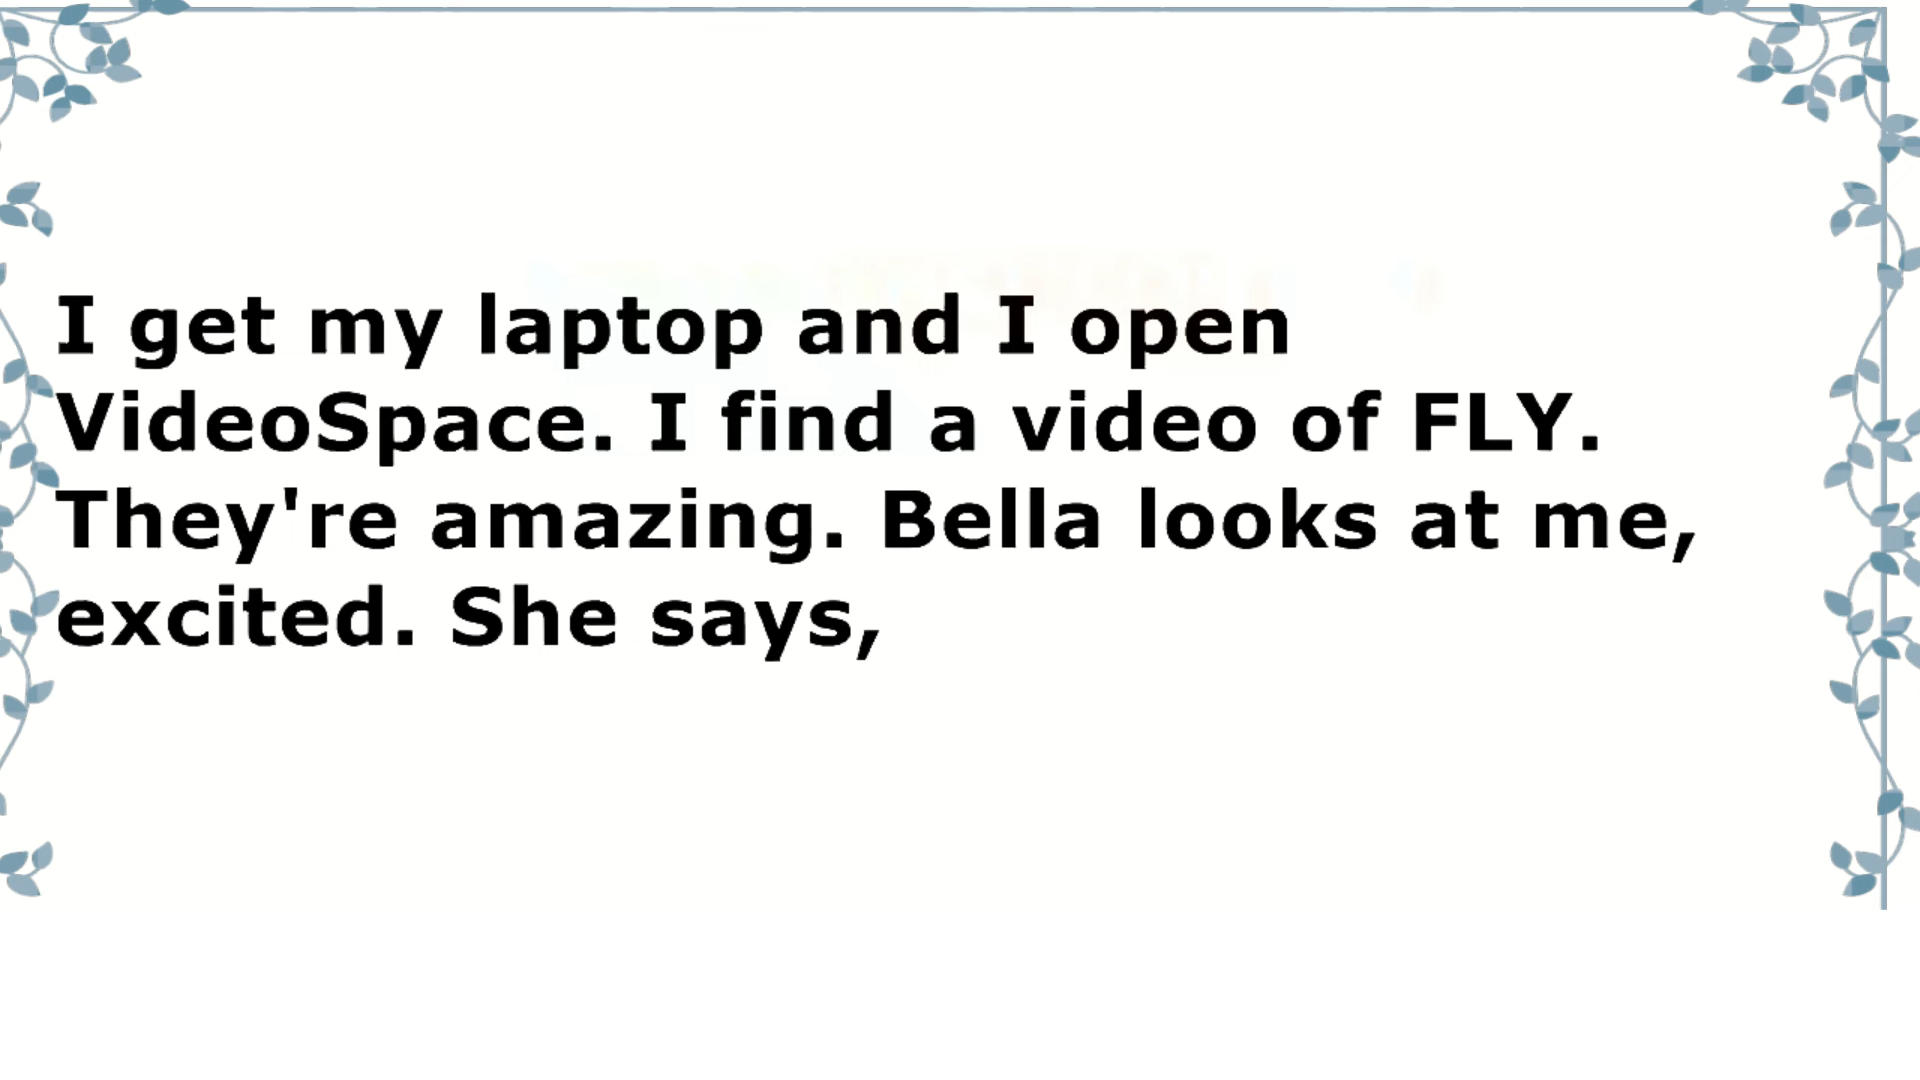 I get my laptop and I open
VideoSpace. I find a video of FLY.
They're amazing. Bella looks at me,
excited. She says,